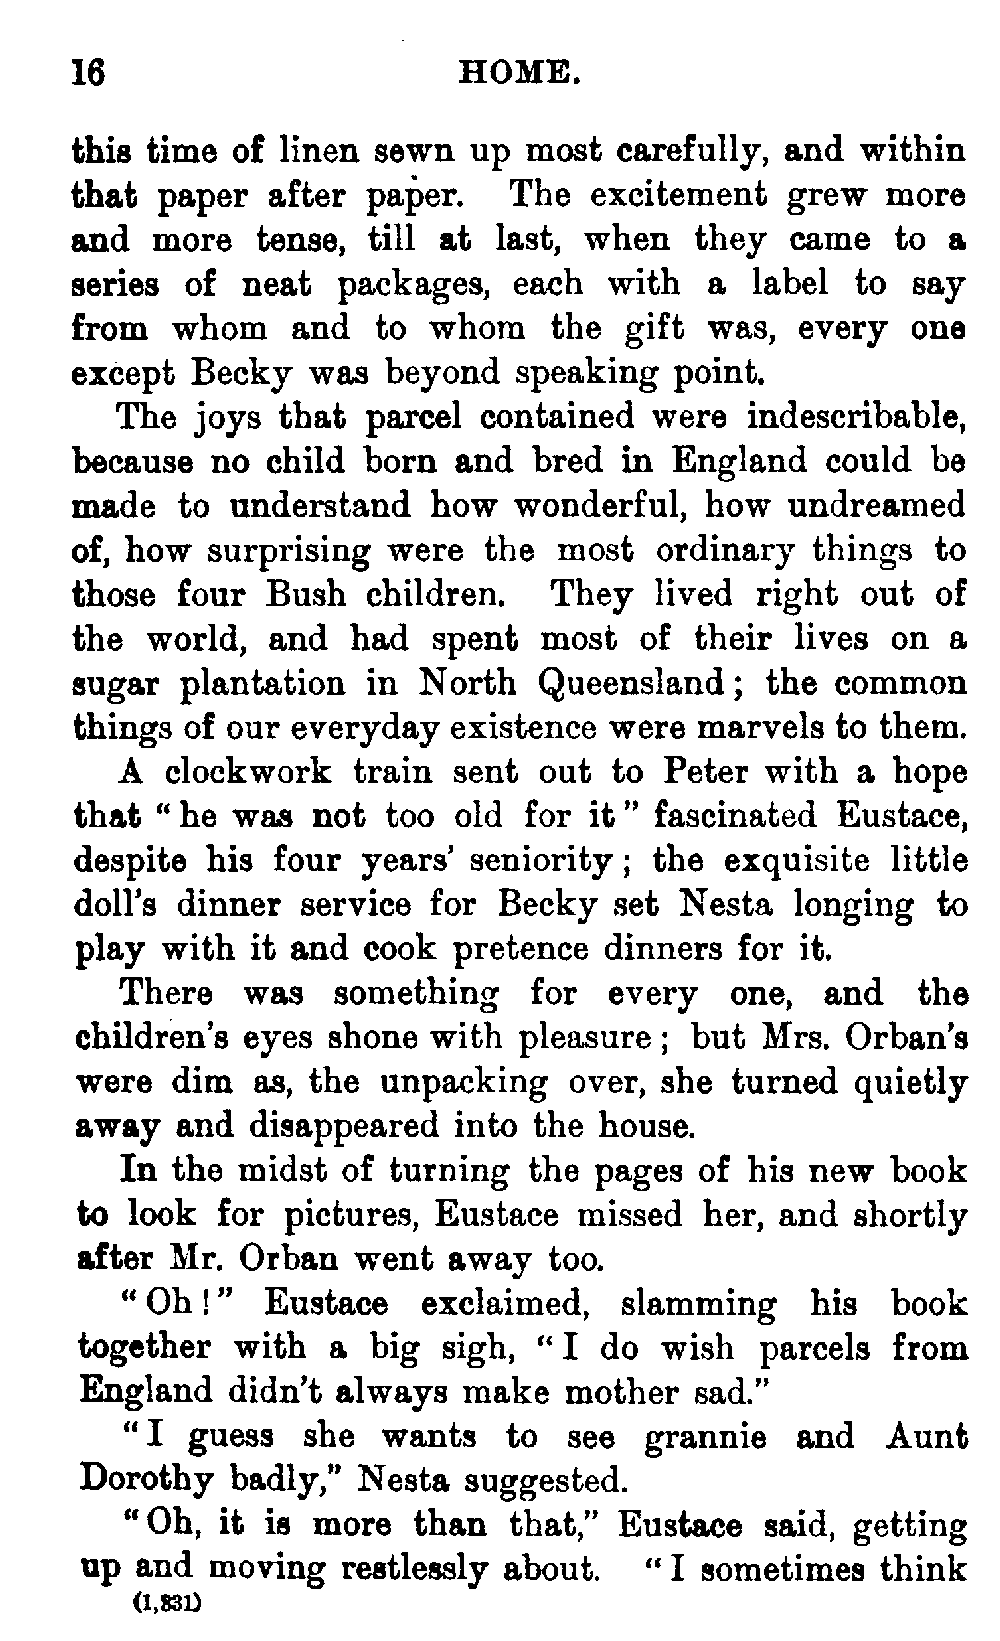 16 HOME.
this time of linen sewn up most carefully, and within
that paper after paper. The excitement grew more
and more tense, till at last, when they came to a
series of neat packages, each with a label to say
from whom and to whom the gift was, every one
except Becky was beyond speaking point.
The joys that parcel contained were indescribable,
because no child born and bred in England could be
made to understand how wonderful, how undreamed
of, how surprising were the most ordinary things to
those four Bush children. They lived right out of
the world, and had spent most of their lives on a
sugar plantation in North Queensland; the common
things of our everyday existence were marvels to them.
A clockwork train sent out to Peter with a hope
that "he was not too old for it" fascinated Eustace,
despite his four years' seniority; the exquisite little
doll's dinner service for Becky set Nesta longing to
play with it and cook pretence dinners for it.
There was something for every one, and the
children's eyes shone with pleasure; but Mrs. Orban's
were dim as, the unpacking over, she turned quietly
away and disappeared into the house.
In the midst of turning the pages of his new book
to look for pictures, Eustace missed her, and shortly
after Mr. Orban went away too.
"Oh!" Eustace exclaimed, slamming his book
together with a big sigh, "I do wish parcels from
England didn't always make mother sad."
"I guess she wants to see grannie and Aunt
Dorothy badly," Nesta suggested.
"Oh, it is more than that," Eustace said, getting
up and moving restlessly about. "I sometimes think
(1,831)